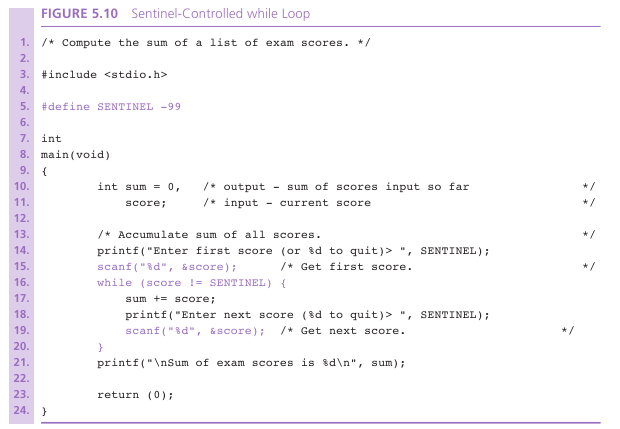 FIGURE 5.10 Sentinel-Controlled while Loop
1. /* Compute the sum of a list of exam scores. */
2.
3. #include <stdio.h>
4.
5. #define SENTINEL -99
6.
7. int
8. main(void)
9. {
10.         int sum = 0,   /* output - sum of scores input so far                */
11.             score;     /* input - current score                              */
12.
13.         /* Accumulate sum of all scores.                                     */
14.         printf("Enter first score (or %d to quit)> ", SENTINEL);
15.         scanf("%d", &score);      /* Get first score.                        */
16.         while (score != SENTINEL) {
17.             sum += score;
18.             printf("Enter next score (%d to quit)> ", SENTINEL);
19.             scanf("%d", &score);  /* Get next score.                      */
20.         }
21.         printf("\nSum of exam scores is %d\n", sum);
22.
23.         return (0);
24. }